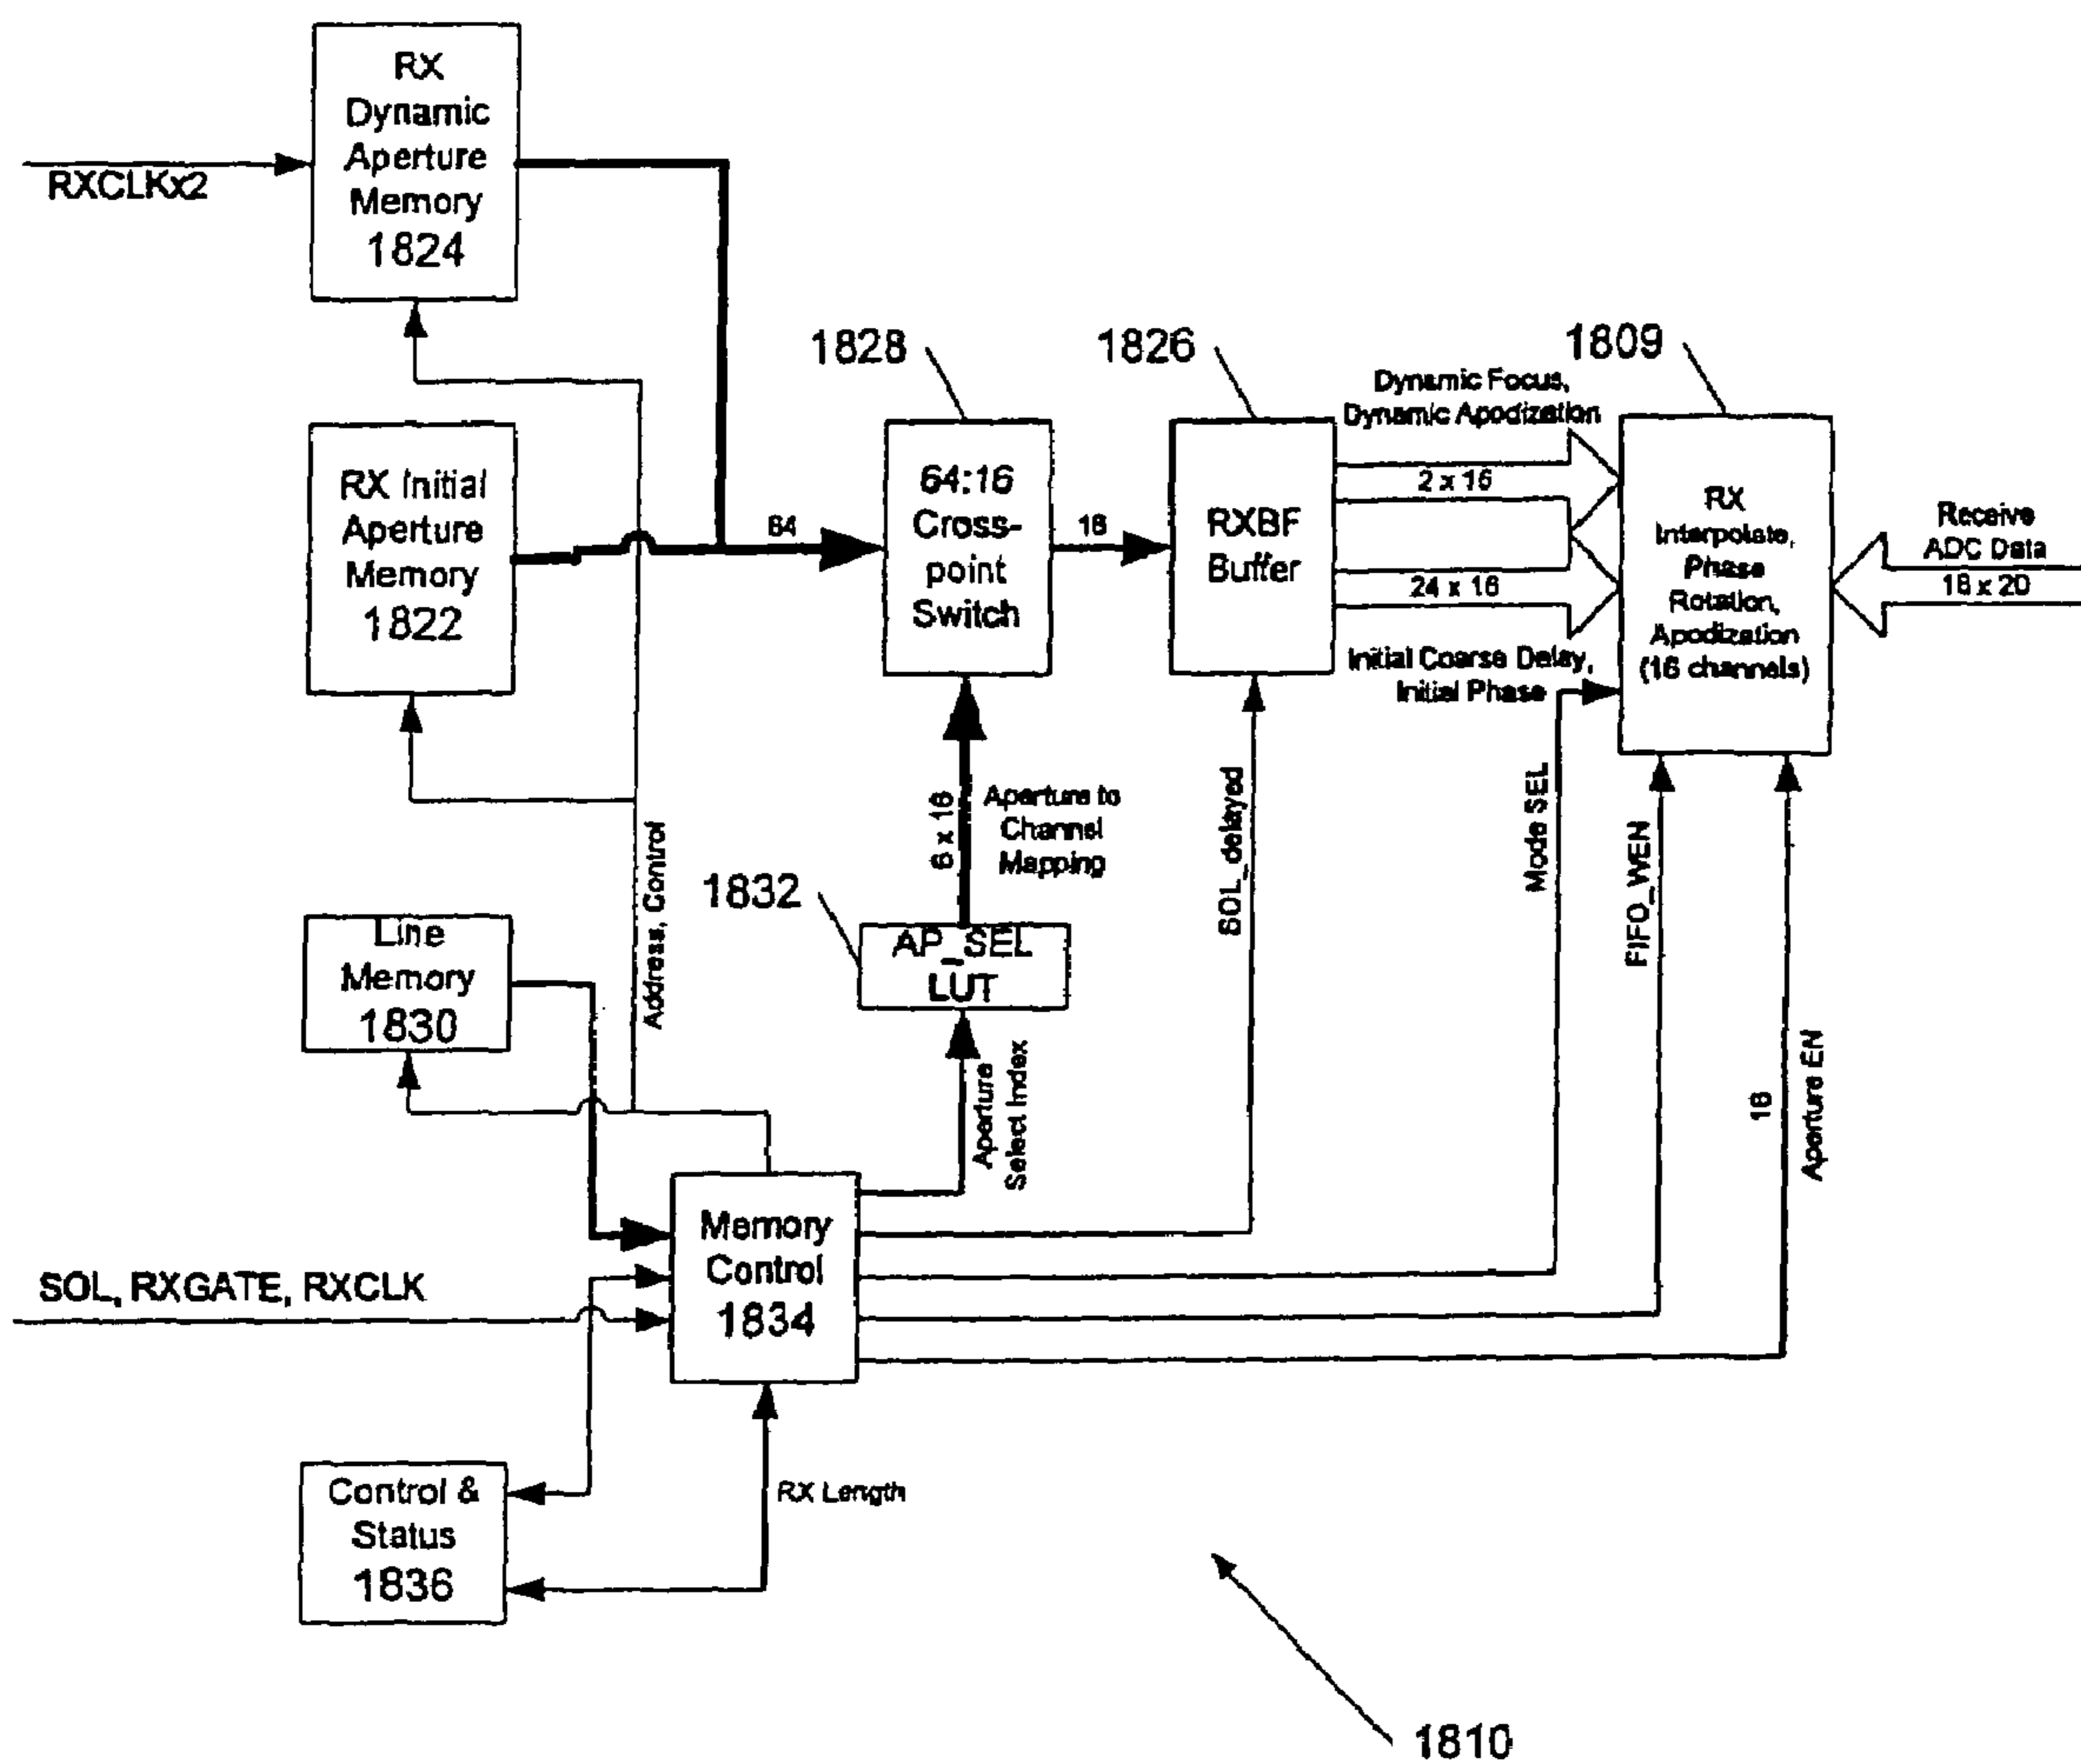 RX
Dynamic
Aperture
Memory
1824
RXCLKx2
1828
1826
1809
Dynamic Focus,
Dynamic Apodization
RX Initial
Aperture
Memory
1822
64
64:16
Cross-
point
Switch
16
RXBF
Buffer
2 x 16
24 x 16
Initial Coarse Delay,
Initial Phase
RX
Interpolate,
Phase
Rotation,
Apodization
(16 channels)
Receive
ADC Data
16 x 20
6 x 16
Aperture to
Channel
Mapping
SOL_delayed
Mode SEL
FIFO_WEN
16
Aperture EN
Address, Control
1832
AP_SEL
LUT
Line
Memory
1830
Aperture
Select Index
Memory
Control
1834
SOL, RXGATE, RXCLK
Control &
Status
1836
RX Length
1810